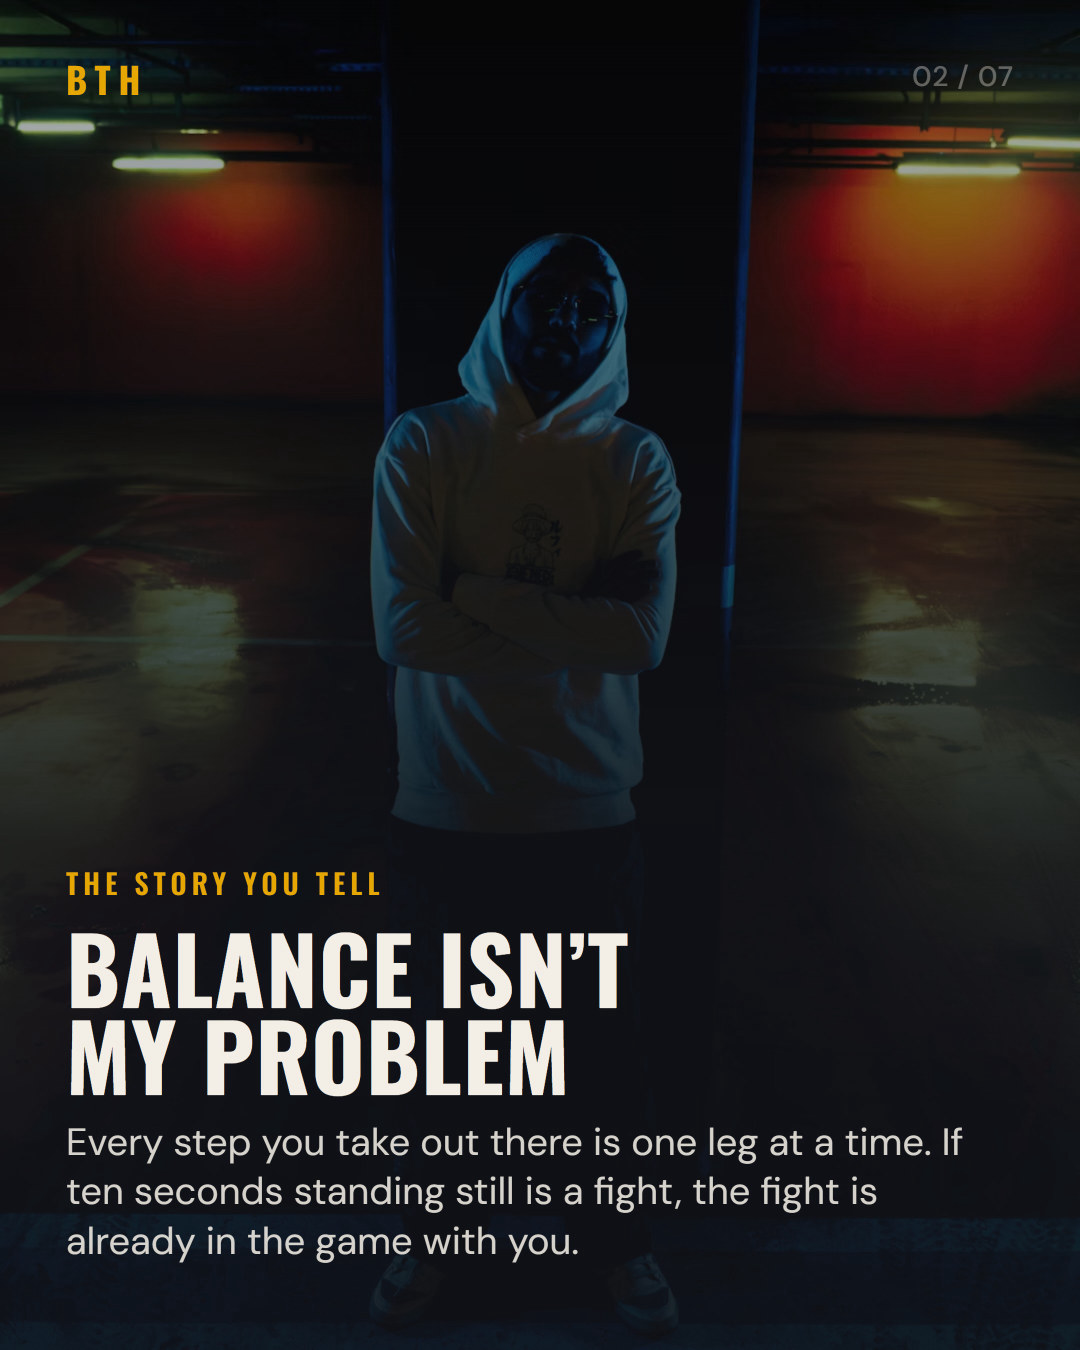 BTH
02 / 07
THE STORY YOU TELL
BALANCE ISN’T
MY PROBLEM
Every step you take out there is one leg at a time. If
ten seconds standing still is a fight, the fight is
already in the game with you.